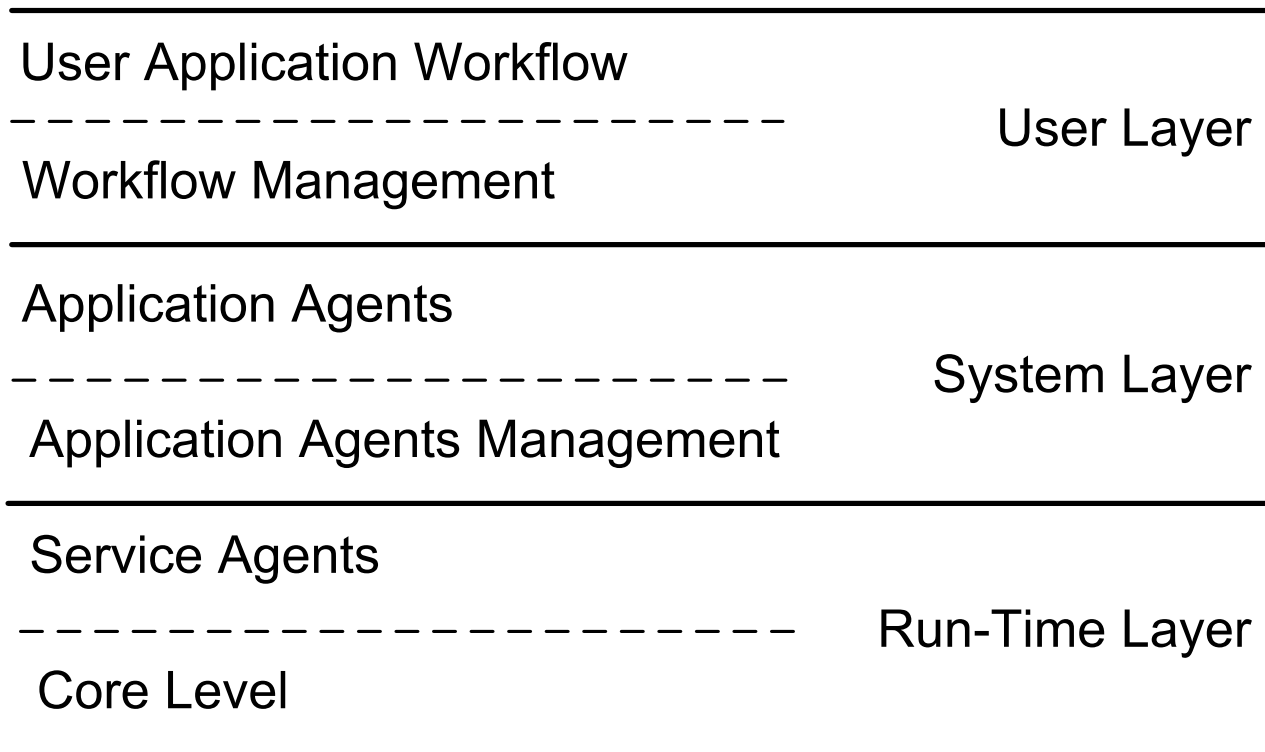 User Application Workflow
User Layer
Workflow Management
Application Agents
System Layer
Application Agents Management
Service Agents
Run-Time Layer
Core Level